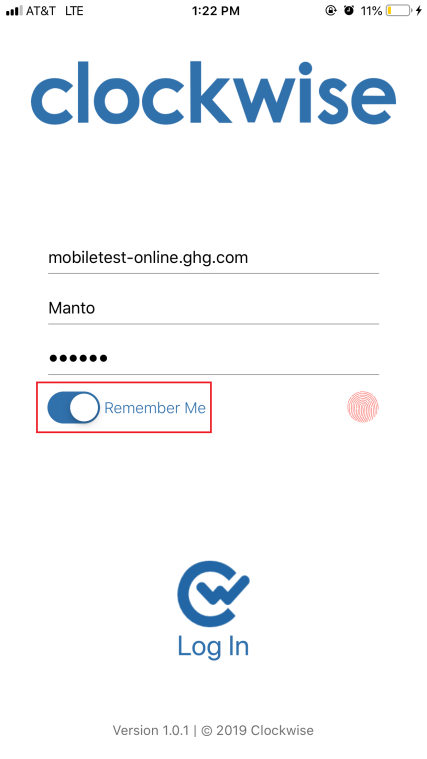 AT&T LTE 1:22 PM 11%
clockwise
mobiletest-online.ghg.com
Manto
••••••
Remember Me
Log In
Version 1.0.1 | © 2019 Clockwise